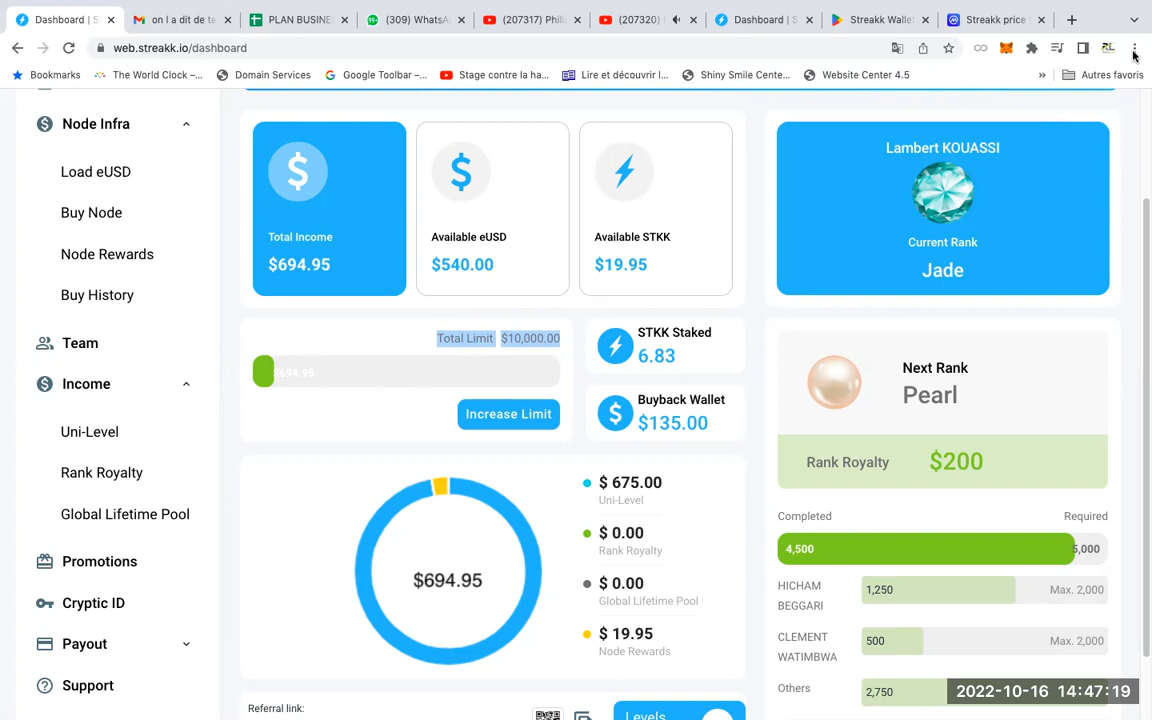 Dashboard | S
on l a dit de te
PLAN BUSINE
(309) WhatsA
(207317) Phili
(207320)
Dashboard | S
Streakk Wallet
Streakk price t
web.streakk.io/dashboard
Bookmarks
The World Clock –...
Domain Services
Google Toolbar –...
Stage contre la ha...
Lire et découvrir l...
Shiny Smile Cente...
Website Center 4.5
»
Autres favoris
Node Infra
Load eUSD
Buy Node
Node Rewards
Buy History
Team
Income
Uni-Level
Rank Royalty
Global Lifetime Pool
Promotions
Cryptic ID
Payout
Support
Total Income
$694.95
Available eUSD
$540.00
Available STKK
$19.95
Lambert KOUASSI
Current Rank
Jade
Total Limit $10,000.00
$694.95
Increase Limit
STKK Staked
6.83
Buyback Wallet
$135.00
Next Rank
Pearl
Rank Royalty $200
$694.95
$ 675.00
Uni-Level
$ 0.00
Rank Royalty
$ 0.00
Global Lifetime Pool
$ 19.95
Node Rewards
Completed Required
4,500 5,000
HICHAM
BEGGARI
1,250 Max. 2,000
CLEMENT
WATIMBWA
500 Max. 2,000
Others
2,750
Referral link:
Levels
2022-10-16 14:47:19